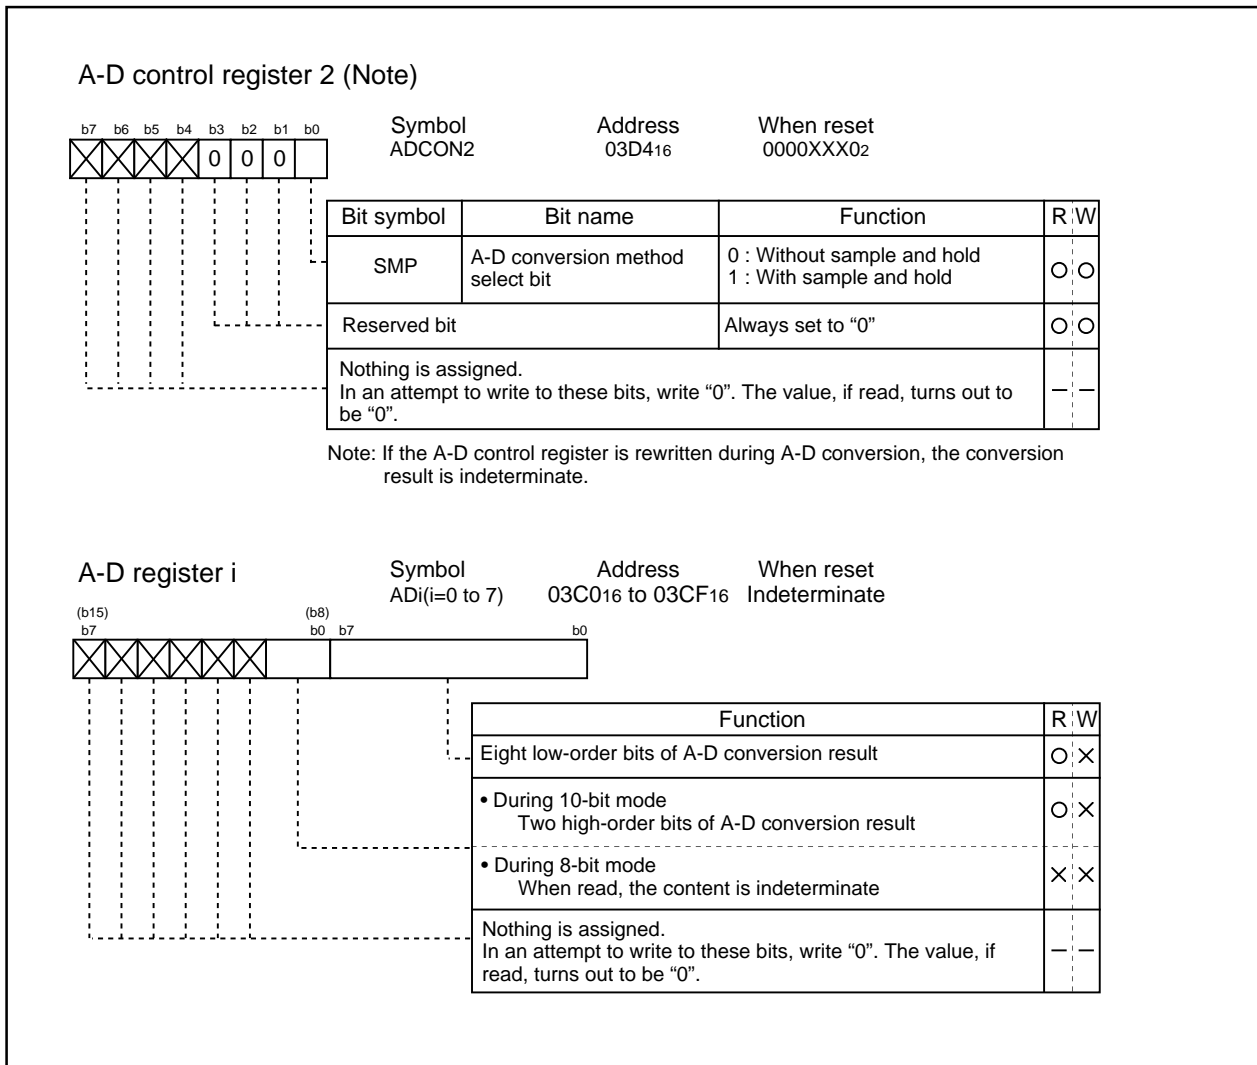 A-D control register 2 (Note)
b7 b6 b5 b4 b3 b2 b1 b0
0 0 0
Symbol Address When reset
ADCON2 03D416 0000XXX02
Bit symbol Bit name Function R W
SMP A-D conversion method select bit 0 : Without sample and hold
1 : With sample and hold
Reserved bit Always set to “0”
Nothing is assigned.
In an attempt to write to these bits, write “0”. The value, if read, turns out to
be “0”.
Note: If the A-D control register is rewritten during A-D conversion, the conversion
result is indeterminate.
A-D register i
Symbol Address When reset
ADi(i=0 to 7) 03C016 to 03CF16 Indeterminate
(b15) (b8)
b7 b0 b7 b0
Function R W
Eight low-order bits of A-D conversion result
• During 10-bit mode
Two high-order bits of A-D conversion result
• During 8-bit mode
When read, the content is indeterminate
Nothing is assigned.
In an attempt to write to these bits, write “0”. The value, if
read, turns out to be “0”.